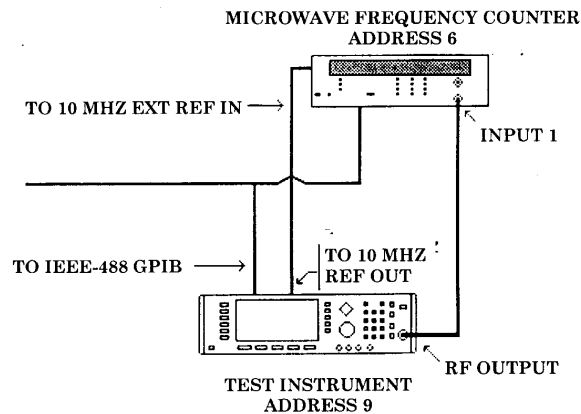 MICROWAVE FREQUENCY COUNTER
ADDRESS 6
TO 10 MHZ EXT REF IN
INPUT 1
TO IEEE-488 GPIB
TO 10 MHZ
REF OUT
RF OUTPUT
TEST INSTRUMENT
ADDRESS 9